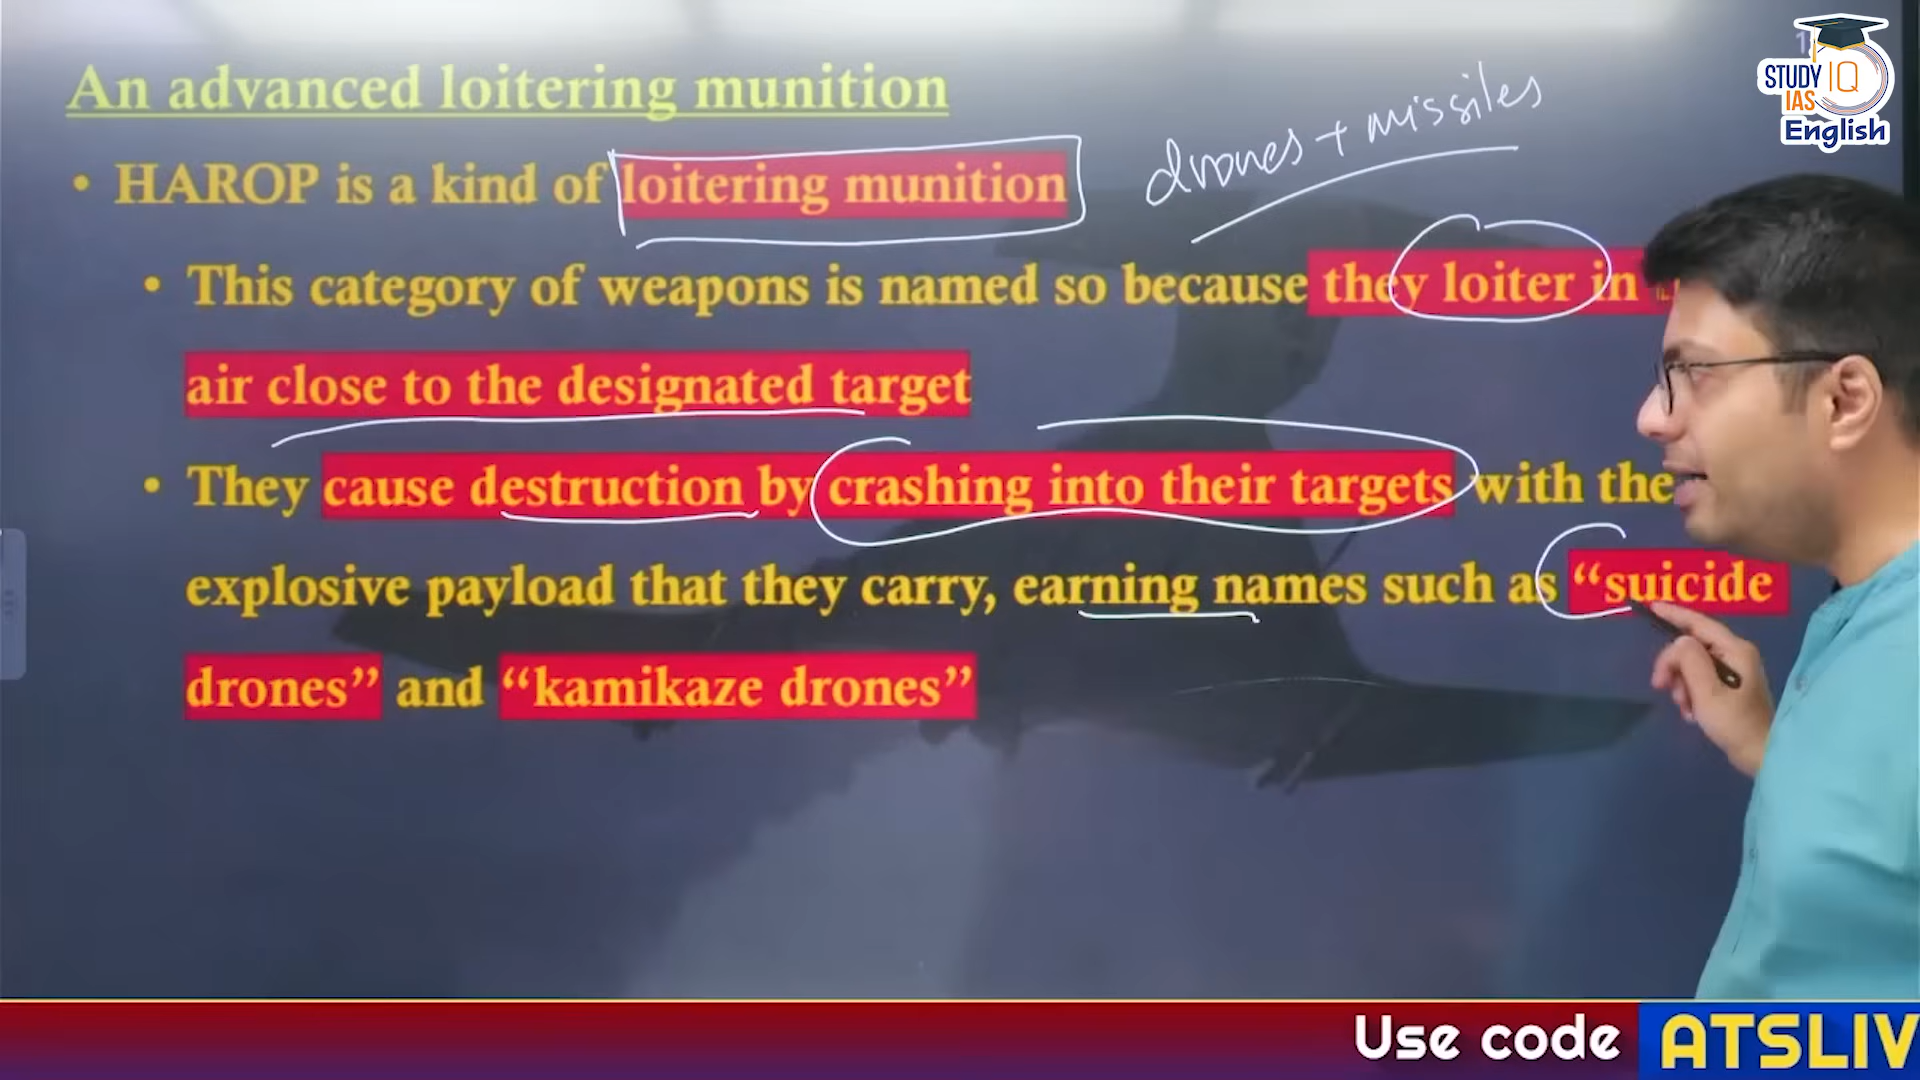 An advanced loitering munition
STUDY IQ
IAS
English
drones + missiles
• HAROP is a kind of loitering munition
• This category of weapons is named so because they loiter in
air close to the designated target
• They cause destruction by crashing into their targets with the
explosive payload that they carry, earning names such as “suicide
drones” and “kamikaze drones”
Use code ATSLIV